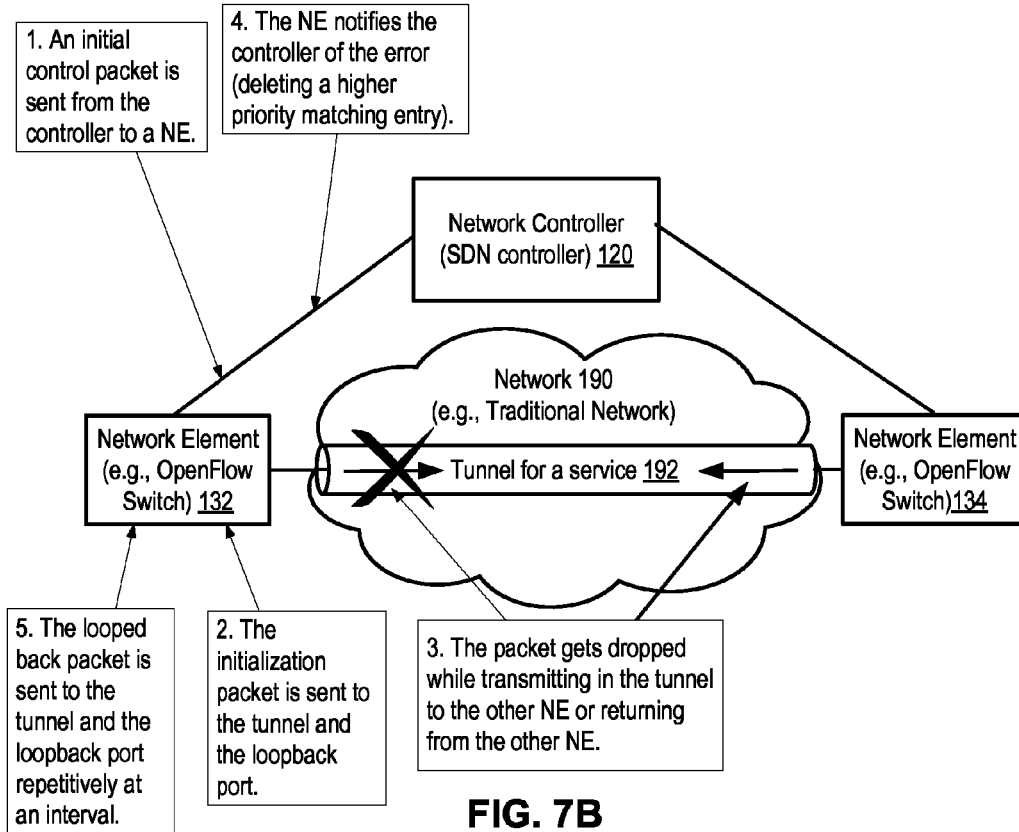 1. An initial
control packet is
sent from the
controller to a NE.
4. The NE notifies the
controller of the error
(deleting a higher
priority matching entry).
Network Controller
(SDN controller) 120
Network 190
(e.g., Traditional Network)
Network Element
(e.g., OpenFlow
Switch) 132
Tunnel for a service 192
Network Element
(e.g., OpenFlow
Switch)134
5. The looped
back packet is
sent to the
tunnel and the
loopback port
repetitively at
an interval.
2. The
initialization
packet is sent to
the tunnel and
the loopback
port.
3. The packet gets dropped
while transmitting in the tunnel
to the other NE or returning
from the other NE.
FIG. 7B